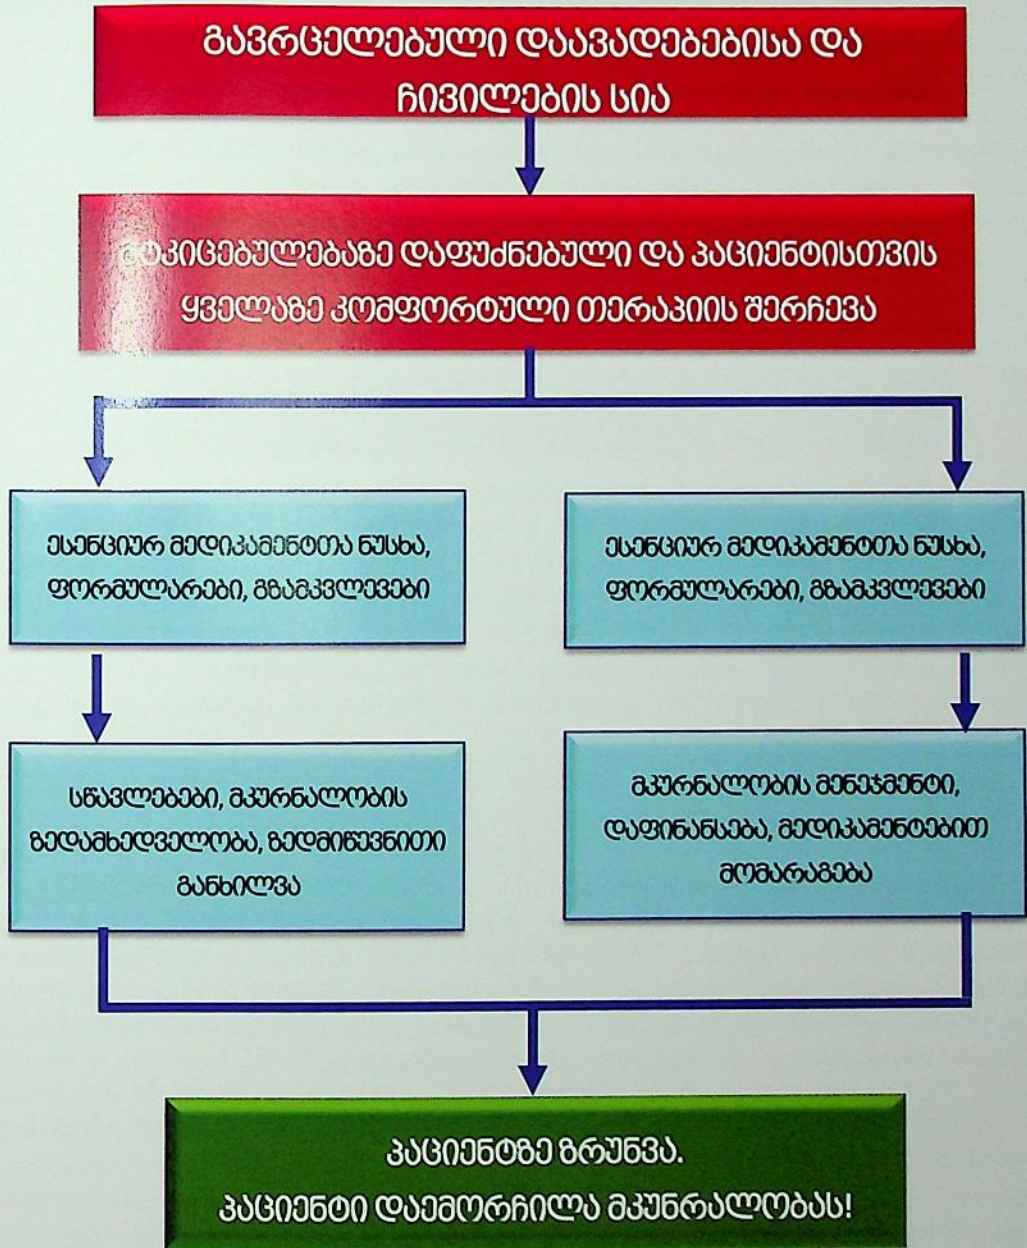 გავრცელებული დაავადებებისა და
ჩივილების სია
მტკიცებულებაზე დაფუძნებული და პაციენტისთვის
ყველაზე კომფორტული თერაპიის შერჩევა
ესენციურ მედიკამენტთა ნუსხა,
ფორმულარები, გზამკვლევები
ესენციურ მედიკამენტთა ნუსხა,
ფორმულარები, გზამკვლევები
სწავლებები, მკურნალობის
ზედამხედველობა, ზედმიწევნითი
განხილვა
მკურნალობის მენეჯმენტი,
დაფინანსება, მედიკამენტებით
მომარაგება
პაციენტზე ზრუნვა.
პაციენტი დაემორჩილა მკუნრალობას!